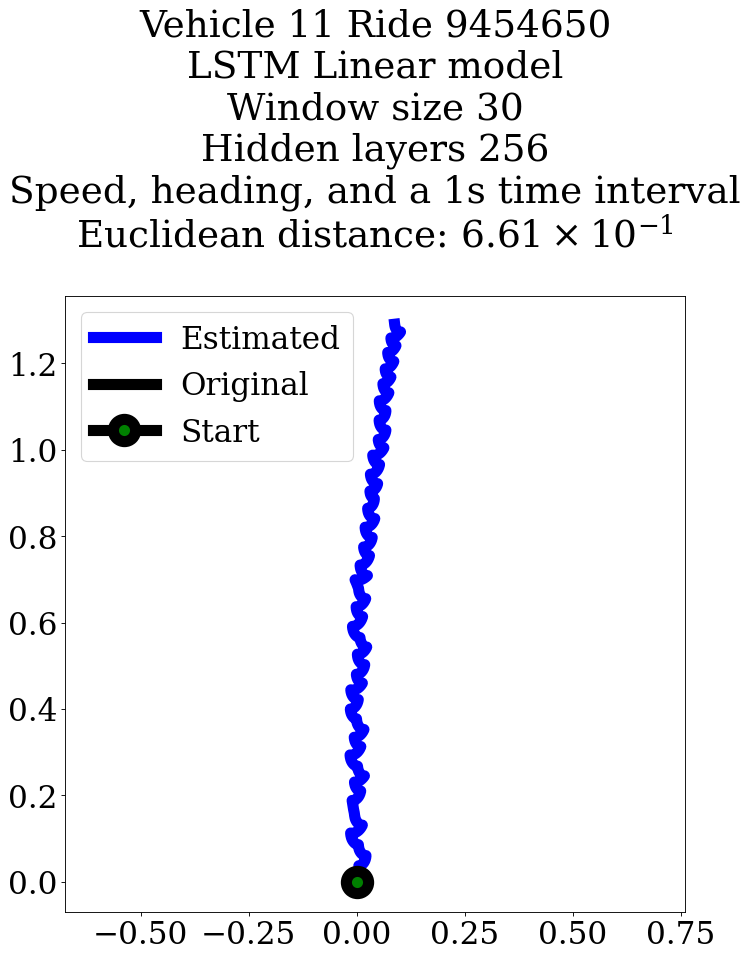 Vehicle 11 Ride 9454650
LSTM Linear model
Window size 30
Hidden layers 256
Speed, heading, and a 1s time interval
Euclidean distance: 6.61 × 10⁻¹
Estimated
Original
Start
1.2
1.0
0.8
0.6
0.4
0.2
0.0
−0.50 −0.25 0.00 0.25 0.50 0.75